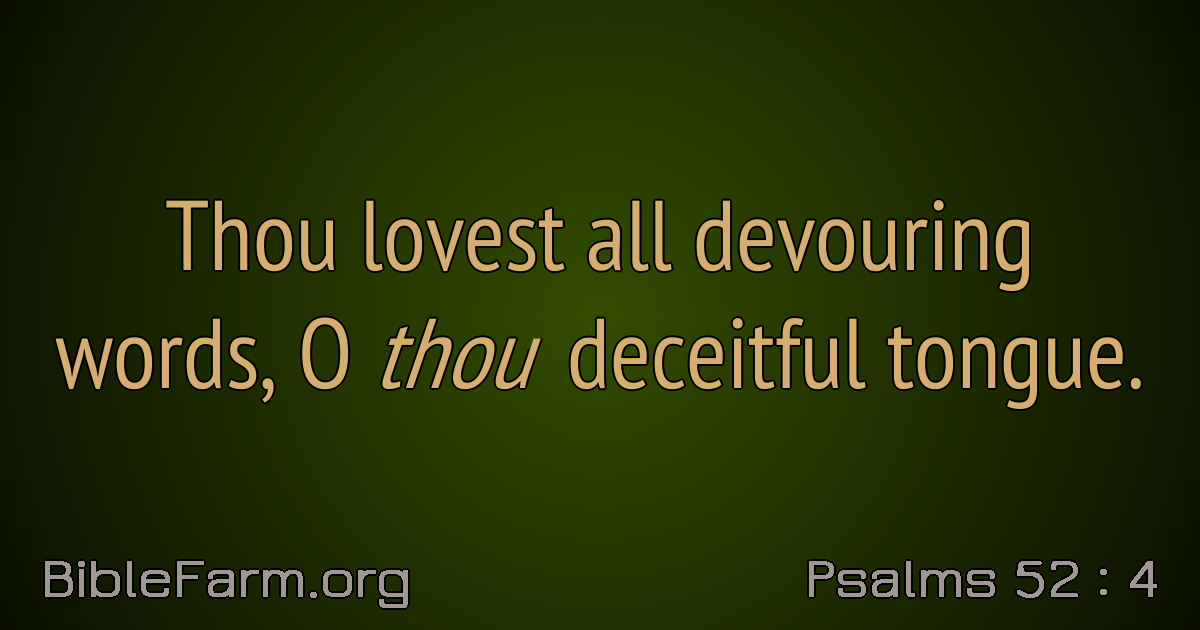 Thou lovest all devouring
words, O thou deceitful tongue.
BibleFarm.org
Psalms 52 : 4